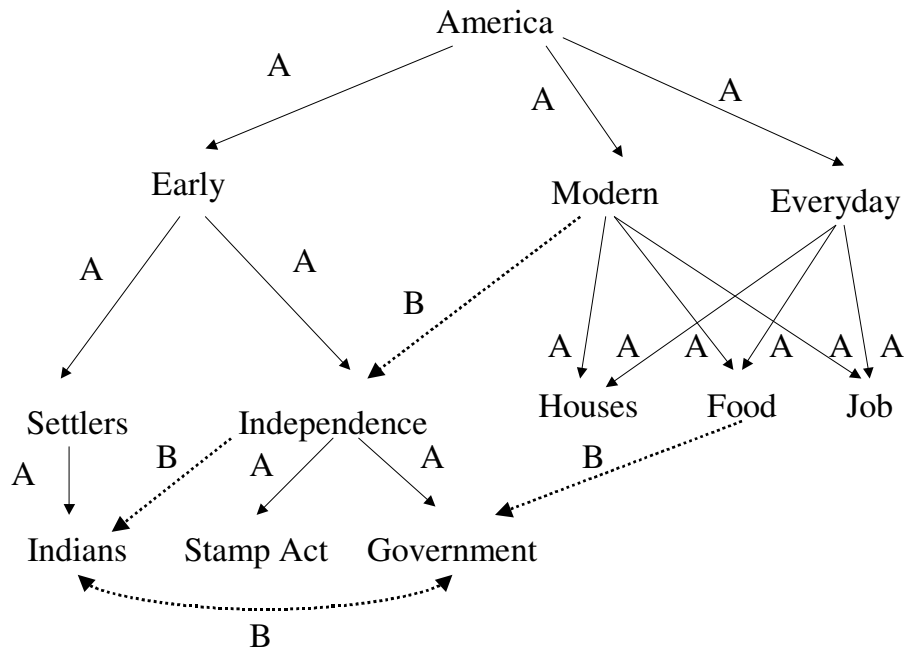 America
A
A
A
Early
Modern
Everyday
A
A
B
A
A
A
A
A
A
Settlers
Independence
Houses
Food
Job
A
B
A
A
B
Indians
Stamp Act
Government
B